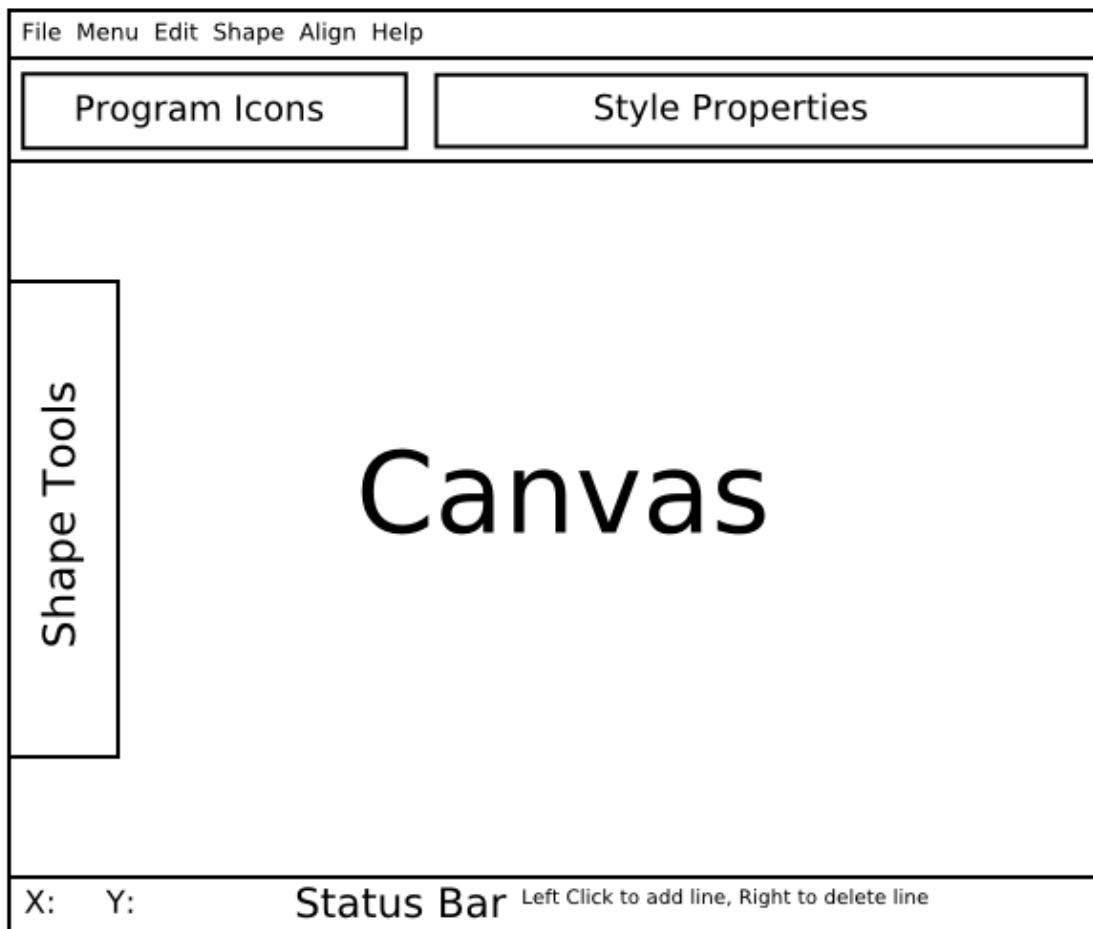 File Menu Edit Shape Align Help
Program Icons
Style Properties
Shape Tools
Canvas
X: Y:
Status Bar
Left Click to add line, Right to delete line